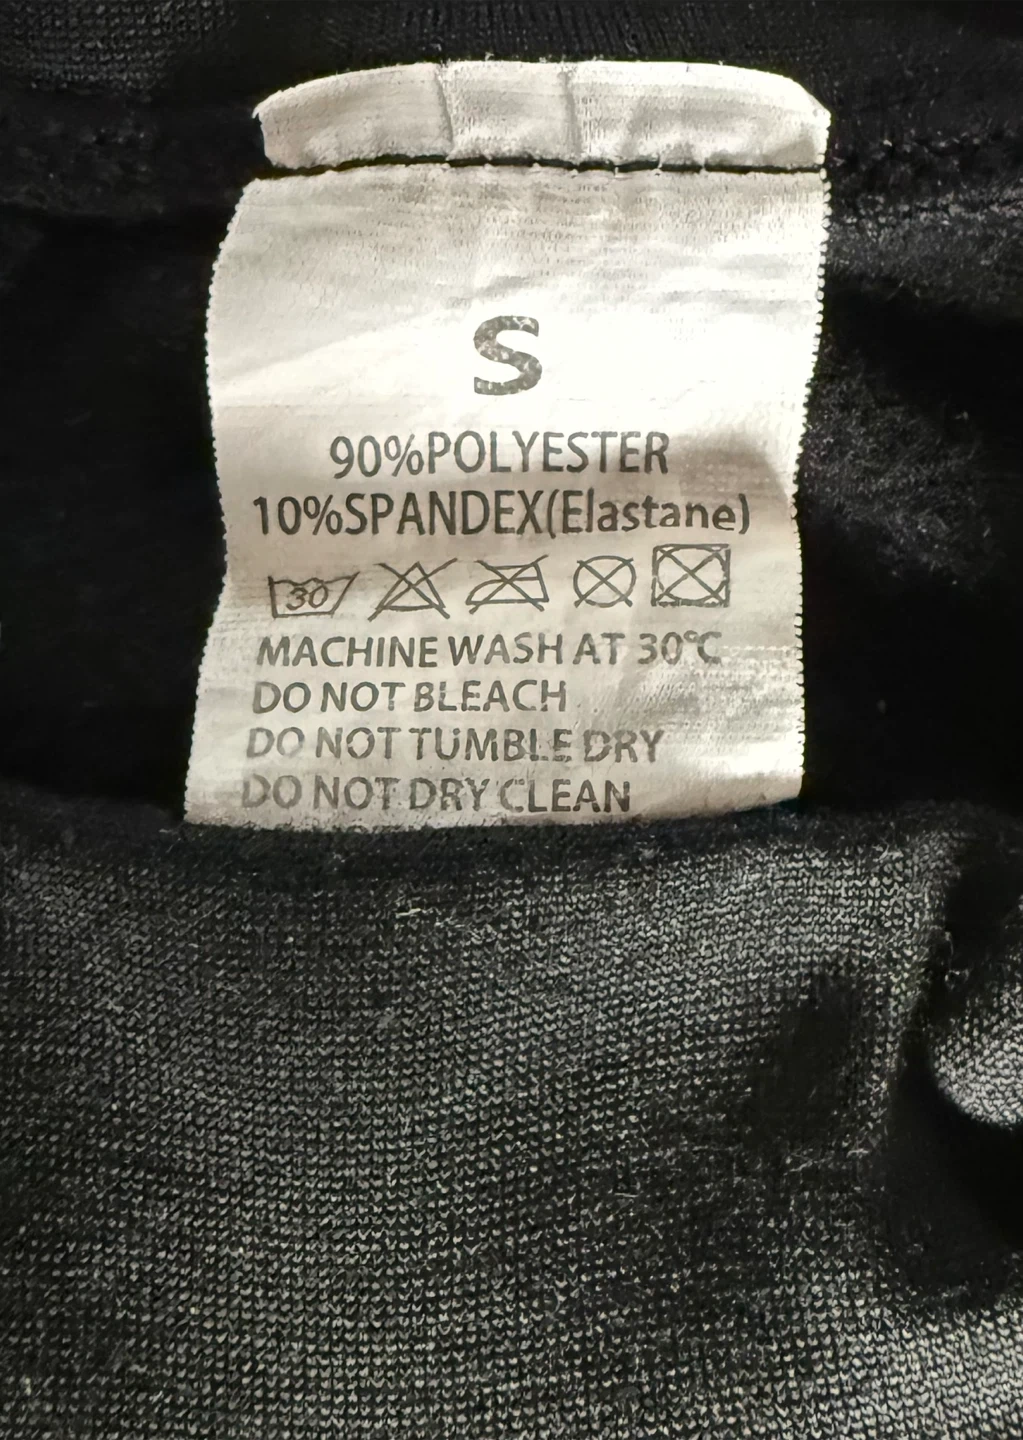 S
90%POLYESTER
10%SPANDEX(Elastane)
30
MACHINE WASH AT 30°C
DO NOT BLEACH
DO NOT TUMBLE DRY
DO NOT DRY CLEAN